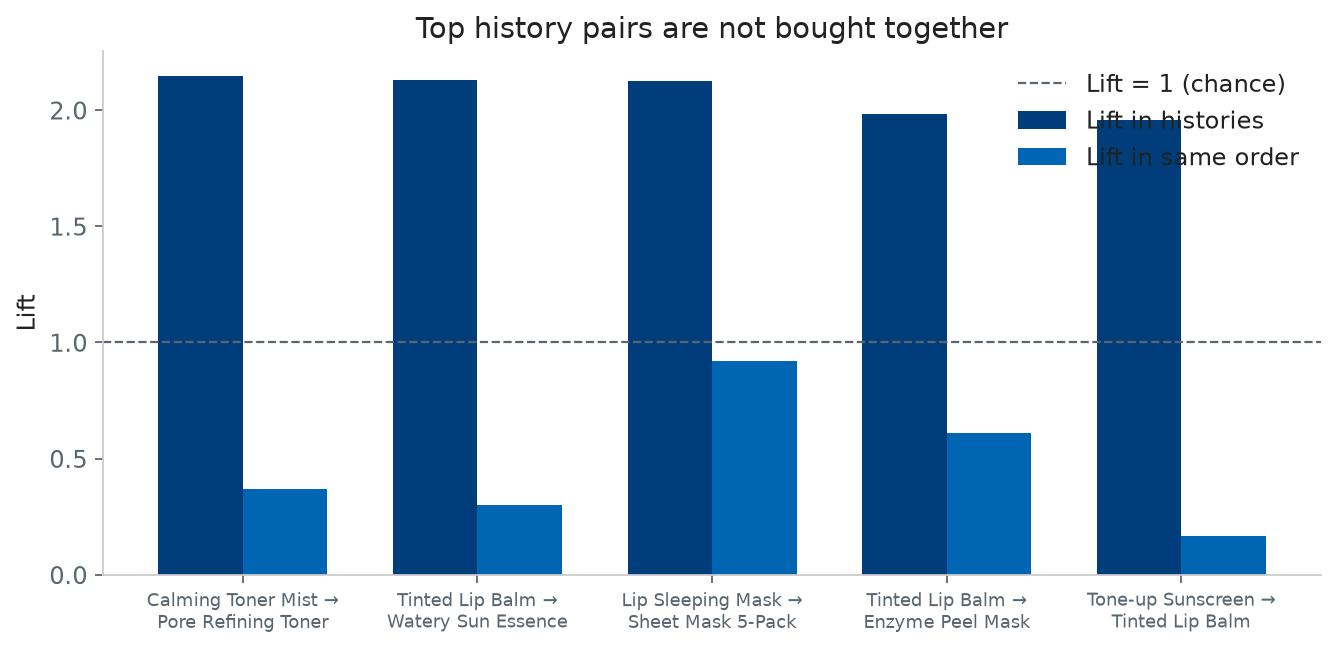 Top history pairs are not bought together
Lift = 1 (chance)
Lift in histories
Lift in same order
Lift
2.0
1.5
1.0
0.5
0.0
Calming Toner Mist →
Pore Refining Toner
Tinted Lip Balm →
Watery Sun Essence
Lip Sleeping Mask →
Sheet Mask 5-Pack
Tinted Lip Balm →
Enzyme Peel Mask
Tone-up Sunscreen →
Tinted Lip Balm